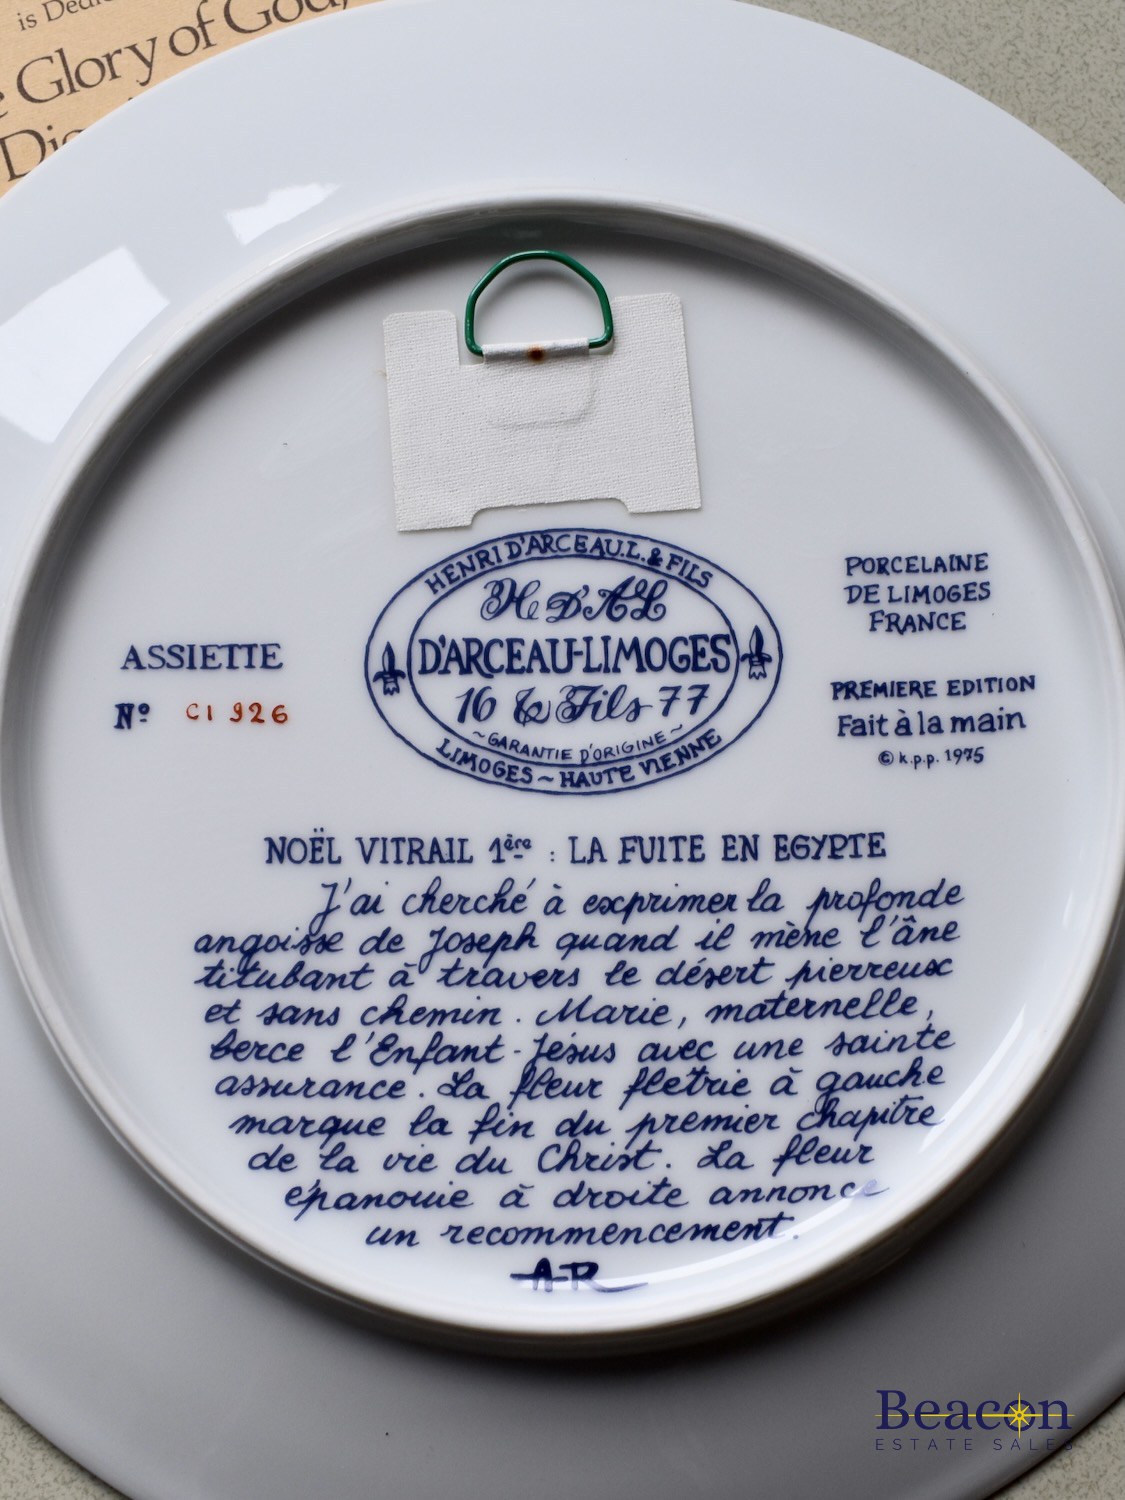 is Dedic
e Glory of God,
HENRI D'ARCEAU.L. & FILS
H. D'AL
D'ARCEAU-LIMOGES
16 & Fils 77
~GARANTIE D'ORIGINE~
LIMOGES ~ HAUTE VIENNE
PORCELAINE
DE LIMOGES
FRANCE
ASSIETTE
Nº CI 926
PREMIERE EDITION
Fait à la main
© k.p.p. 1975
NOËL VITRAIL 1ère : LA FUITE EN EGYPTE
J'ai cherché à exprimer la profonde
angoisse de Joseph quand il mène l'âne
titubant à travers le désert pierreux
et sans chemin. Marie, maternelle,
berce l'Enfant-Jésus avec une sainte
assurance. La fleur flétrie à gauche
marque la fin du premier chapitre
de la vie du Christ. La fleur
épanouie à droite annonce
un recommencement.
A-R
Beacon
ESTATE SALES